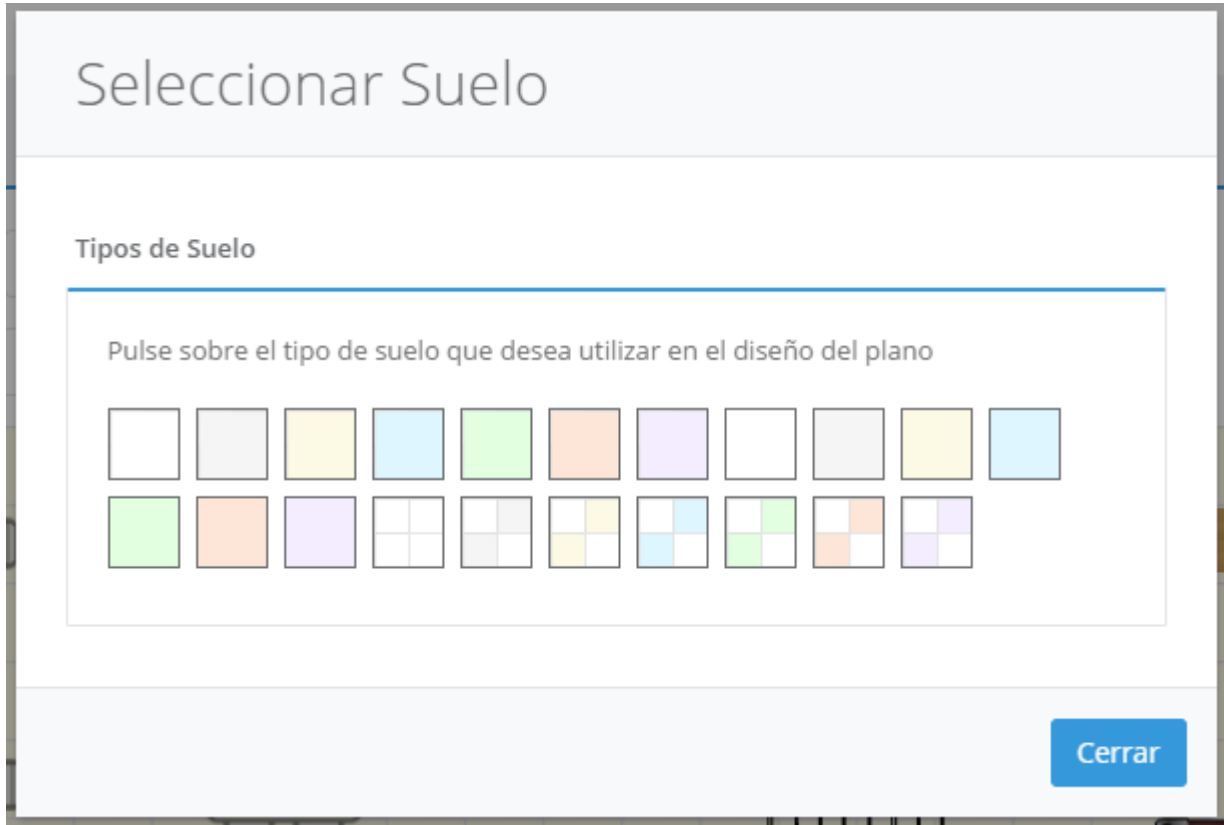 Seleccionar Suelo
Tipos de Suelo
Pulse sobre el tipo de suelo que desea utilizar en el diseño del plano
Cerrar